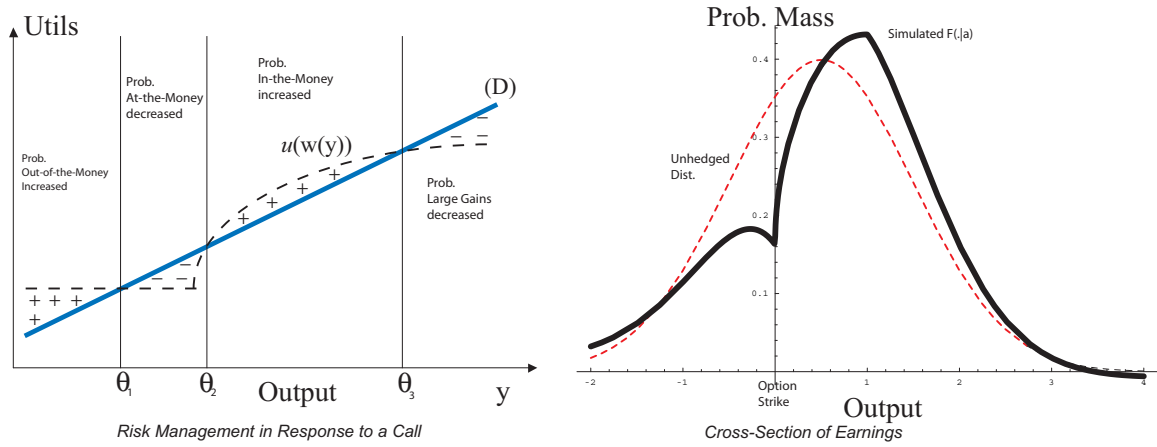 Utils
Prob.
At-the-Money
decreased
Prob.
In-the-Money
increased
(D)
u(w(y))
Prob.
Out-of-the-Money
Increased
Prob.
Large Gains
decreased
+ + +
+
− − −
+ + + +
− − − −
θ₁
θ₂
Output
θ₃
y
Risk Management in Response to a Call
Prob. Mass
Simulated F(.|a)
0.4
0.3
Unhedged
Dist.
0.2
0.1
-2
-1
1
2
3
4
Option
Strike
Output
Cross-Section of Earnings